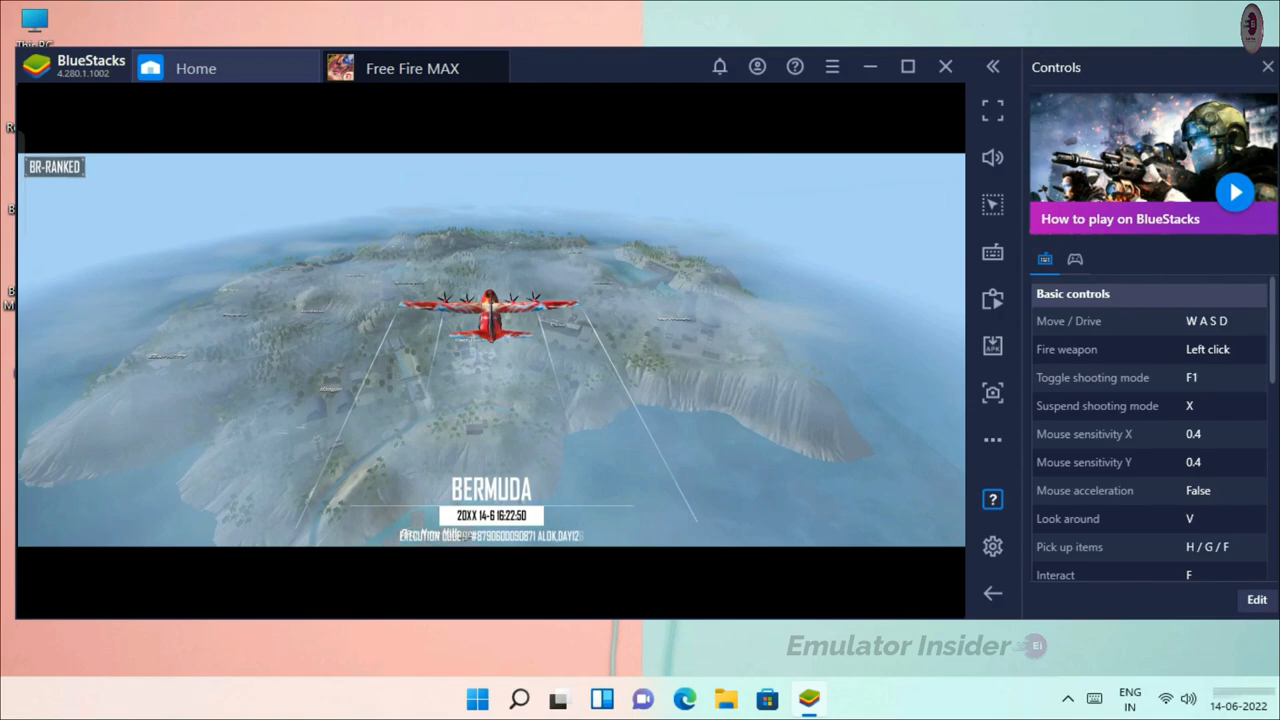 BlueStacks
4.280.1.1002
Home
Free Fire MAX
Controls
BR-RANKED
How to play on BlueStacks
Basic controls
Move / Drive W A S D
Fire weapon Left click
Toggle shooting mode F1
Suspend shooting mode X
Mouse sensitivity X 0.4
Mouse sensitivity Y 0.4
Mouse acceleration False
Look around V
Pick up items H / G / F
Interact F
Edit
APK
BERMUDA
20XX 14-6 16:22:50
Emulator Insider
Ei
ENG
IN
14-06-2022